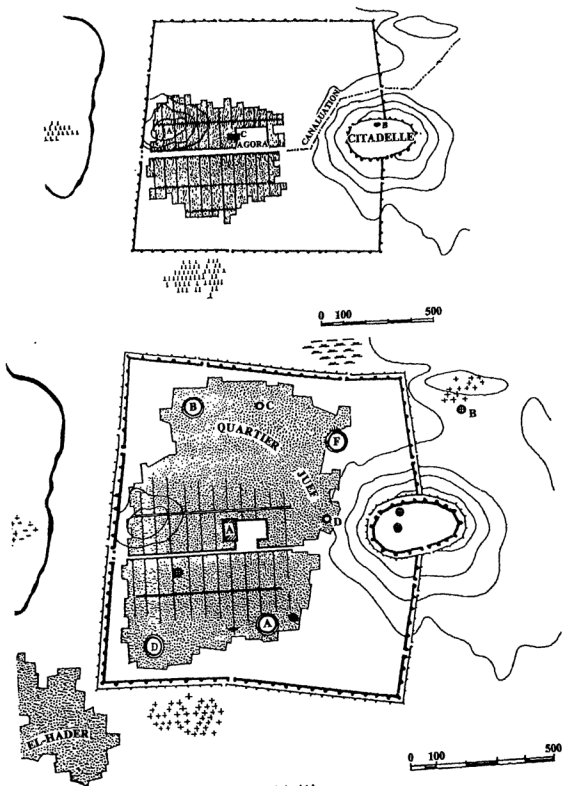 A
C
AGORA
CANALISATION
B
CITADELLE
0 100 500
B
C
QUARTIER
JUIF
F
B
A
D
A
D
EL-HADER
0 100 500